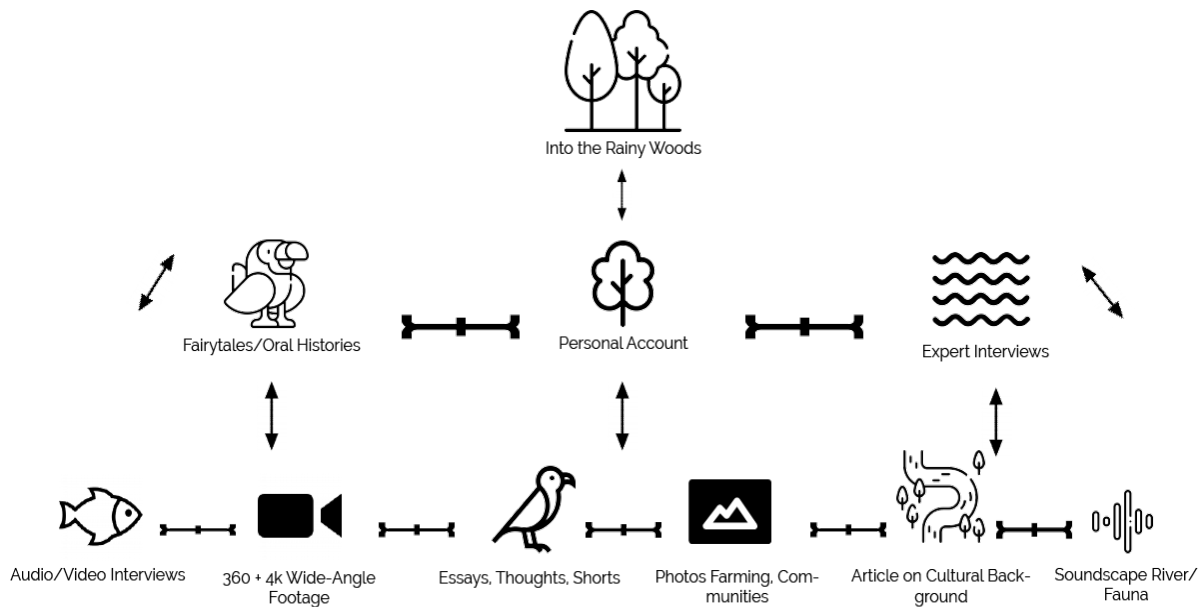 Into the Rainy Woods
Fairytales/Oral Histories
Personal Account
Expert Interviews
Audio/Video Interviews
360 + 4k Wide-Angle
Footage
Essays, Thoughts, Shorts
Photos Farming, Com-
munities
Article on Cultural Back-
ground
Soundscape River/
Fauna